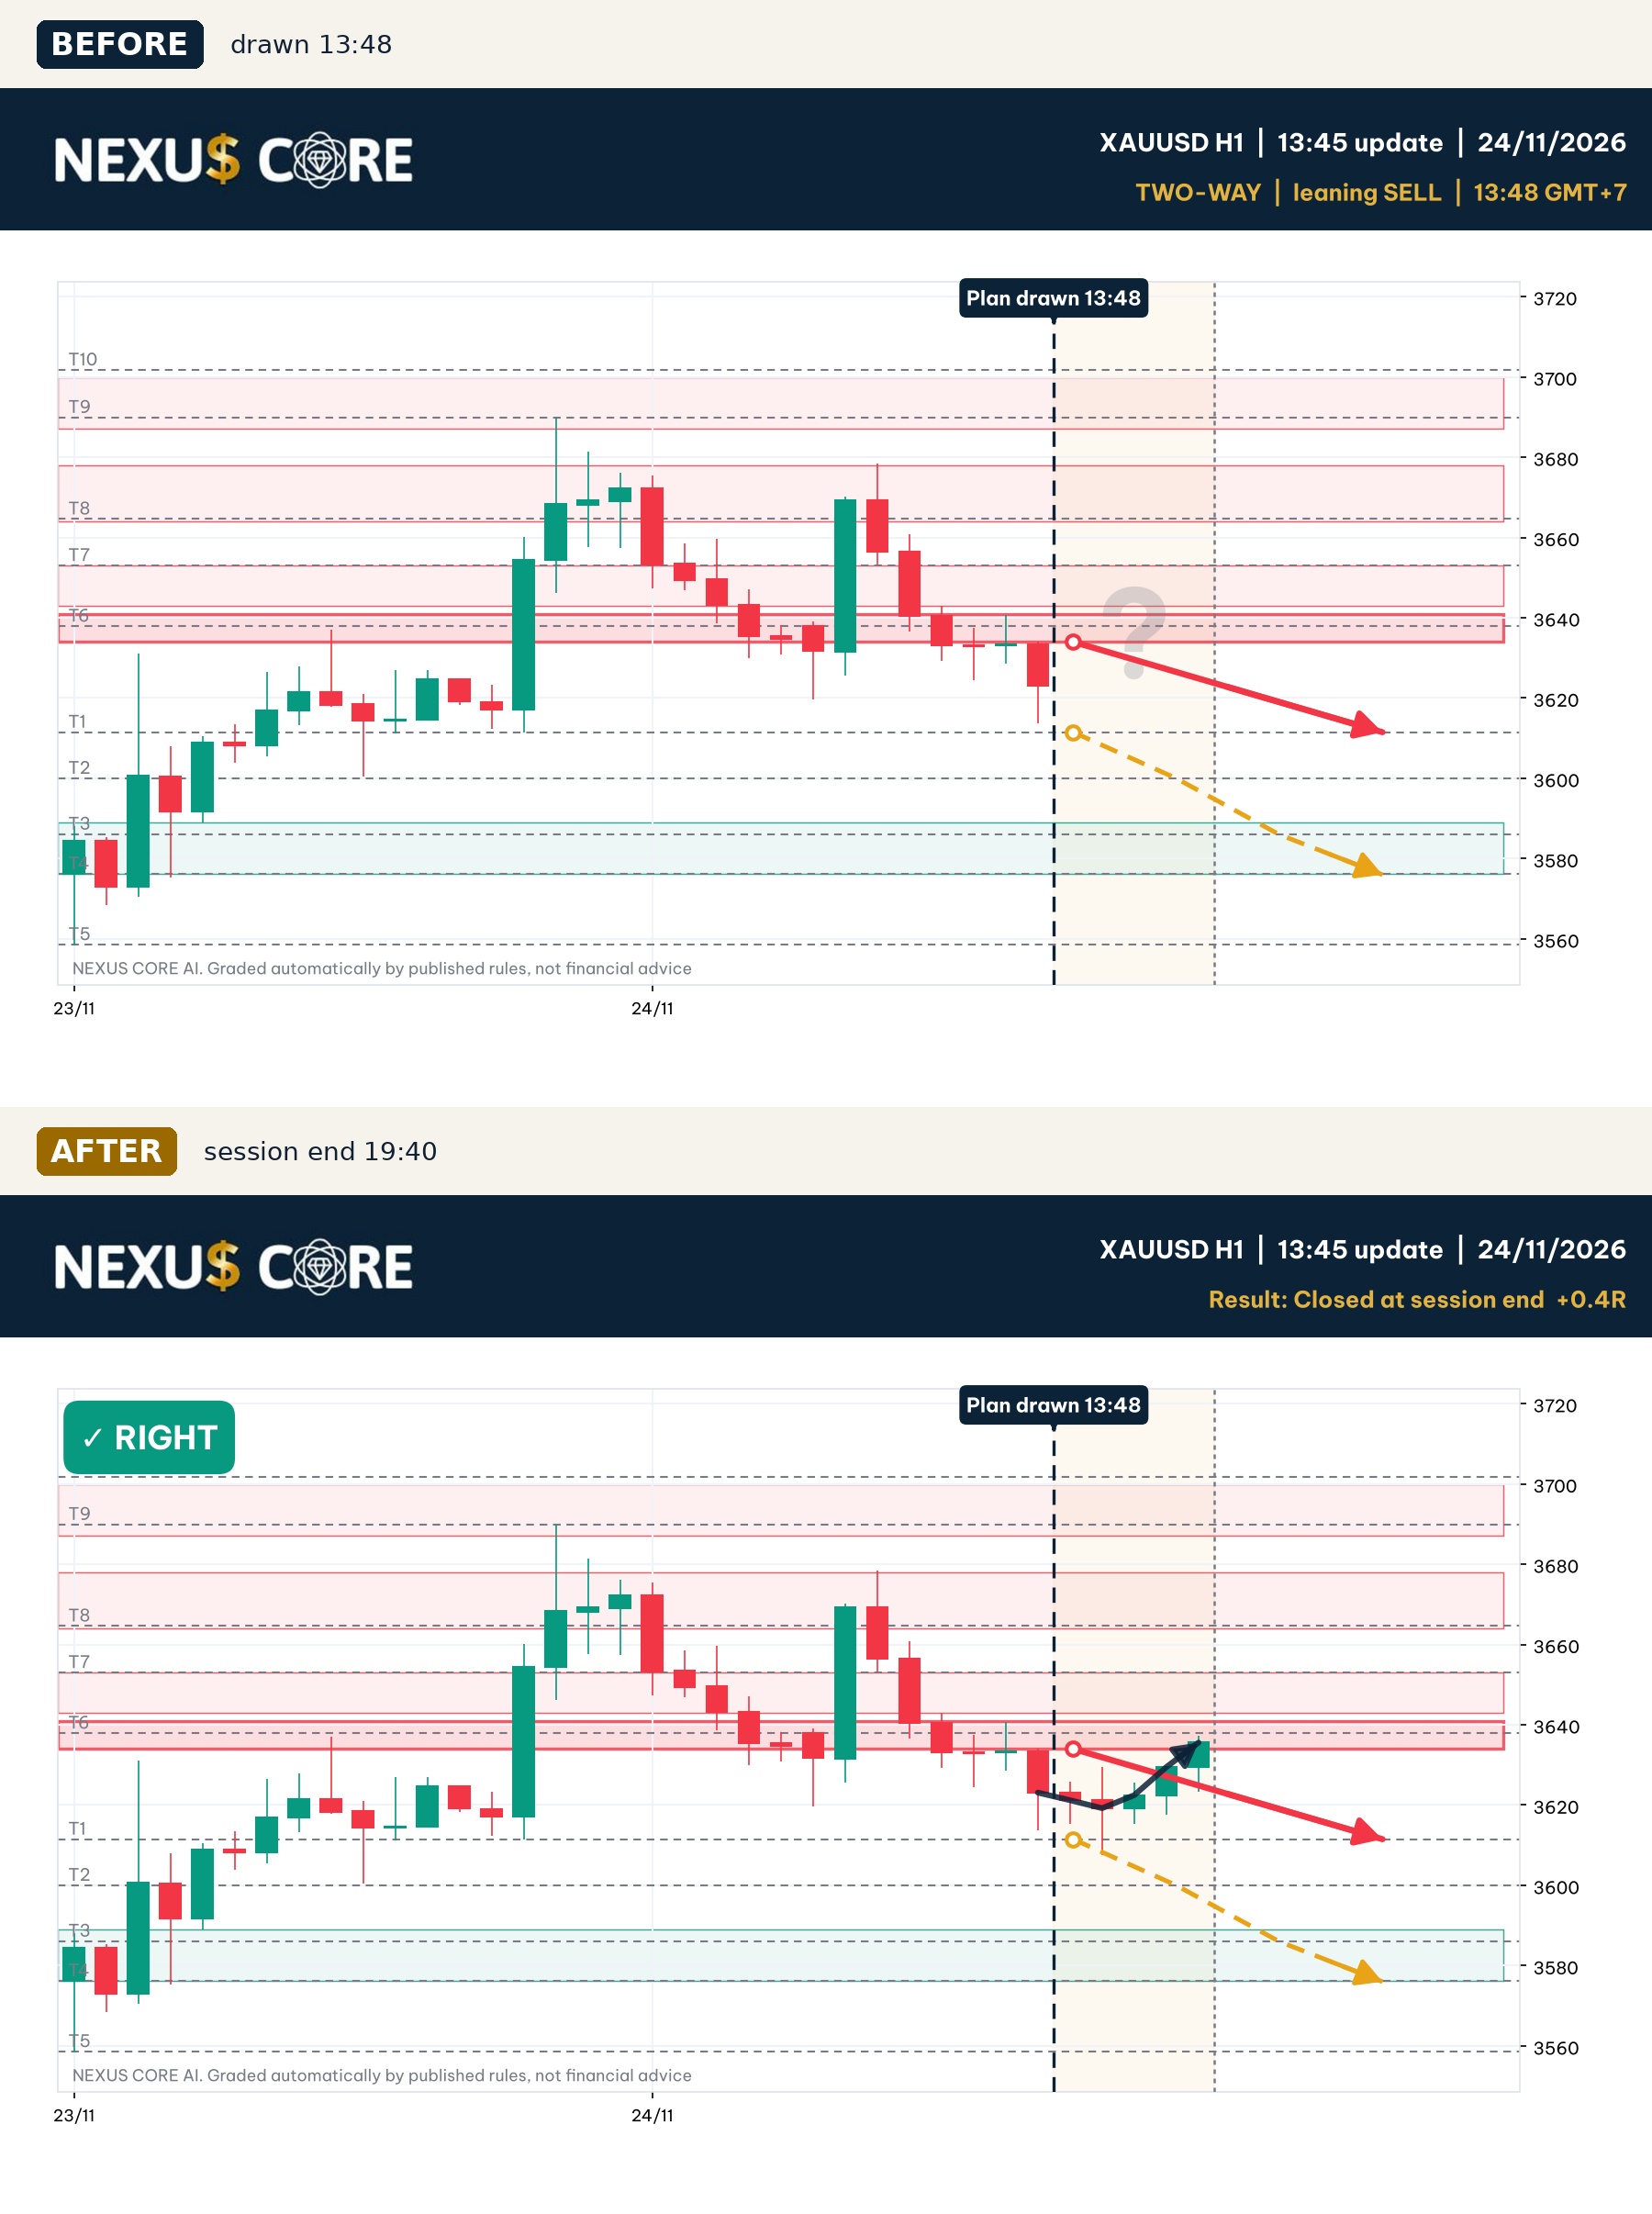 BEFORE drawn 13:48
NEXU$ CORE
XAUUSD H1 | 13:45 update | 24/11/2026
TWO-WAY | leaning SELL | 13:48 GMT+7
Plan drawn 13:48
3720
T10
3700
T9
3680
T8
3660
T7
?
3640
T6
3620
T1
3600
T2
T3
3580
T4
T5
3560
NEXUS CORE AI. Graded automatically by published rules, not financial advice
23/11
24/11
AFTER session end 19:40
NEXU$ CORE
XAUUSD H1 | 13:45 update | 24/11/2026
Result: Closed at session end +0.4R
Plan drawn 13:48
3720
✓ RIGHT
3700
T9
3680
T8
3660
T7
3640
T6
3620
T1
3600
T2
T3
3580
T4
T5
3560
NEXUS CORE AI. Graded automatically by published rules, not financial advice
23/11
24/11